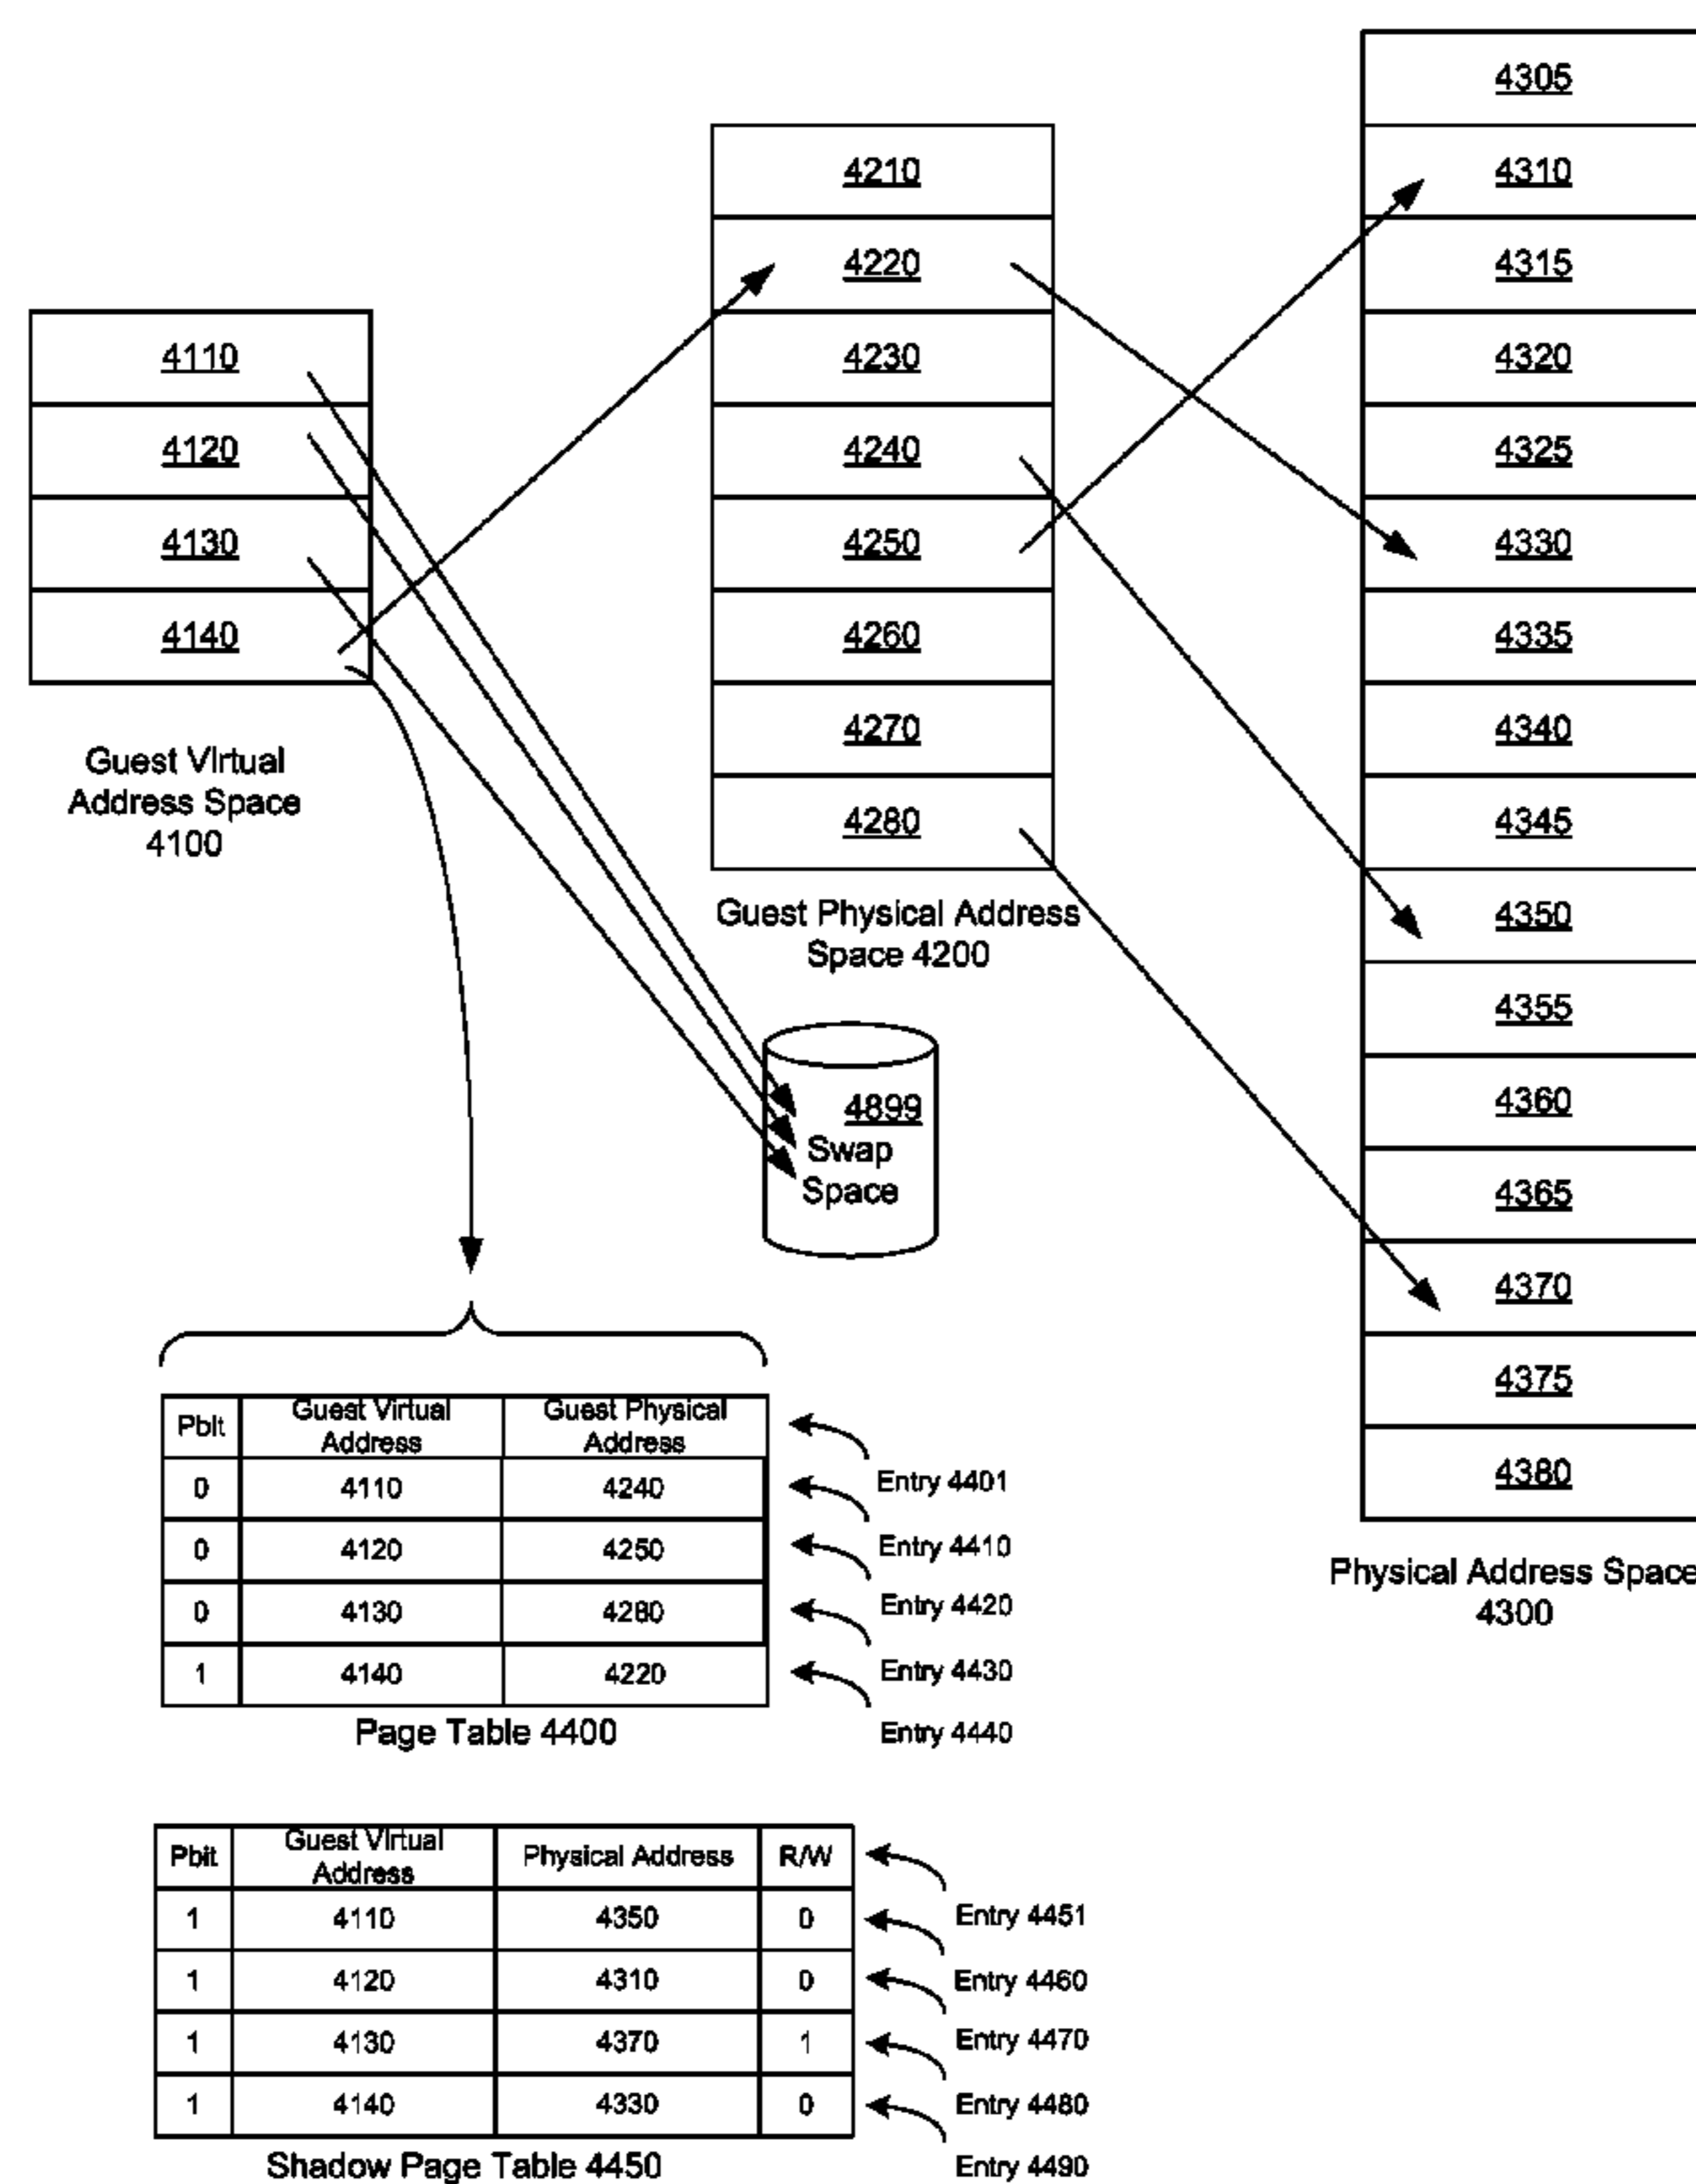 4110
4120
4130
4140
Guest Virtual
Address Space
4100
4210
4220
4230
4240
4250
4260
4270
4280
Guest Physical Address
Space 4200
4899
Swap
Space
4305
4310
4315
4320
4325
4330
4335
4340
4345
4350
4355
4360
4365
4370
4375
4380
Physical Address Space
4300
Pbit Guest Virtual Address Guest Physical Address
0 4110 4240
0 4120 4250
0 4130 4280
1 4140 4220
Entry 4401
Entry 4410
Entry 4420
Entry 4430
Entry 4440
Page Table 4400
Pbit Guest Virtual Address Physical Address R/W
1 4110 4350 0
1 4120 4310 0
1 4130 4370 1
1 4140 4330 0
Entry 4451
Entry 4460
Entry 4470
Entry 4480
Entry 4490
Shadow Page Table 4450